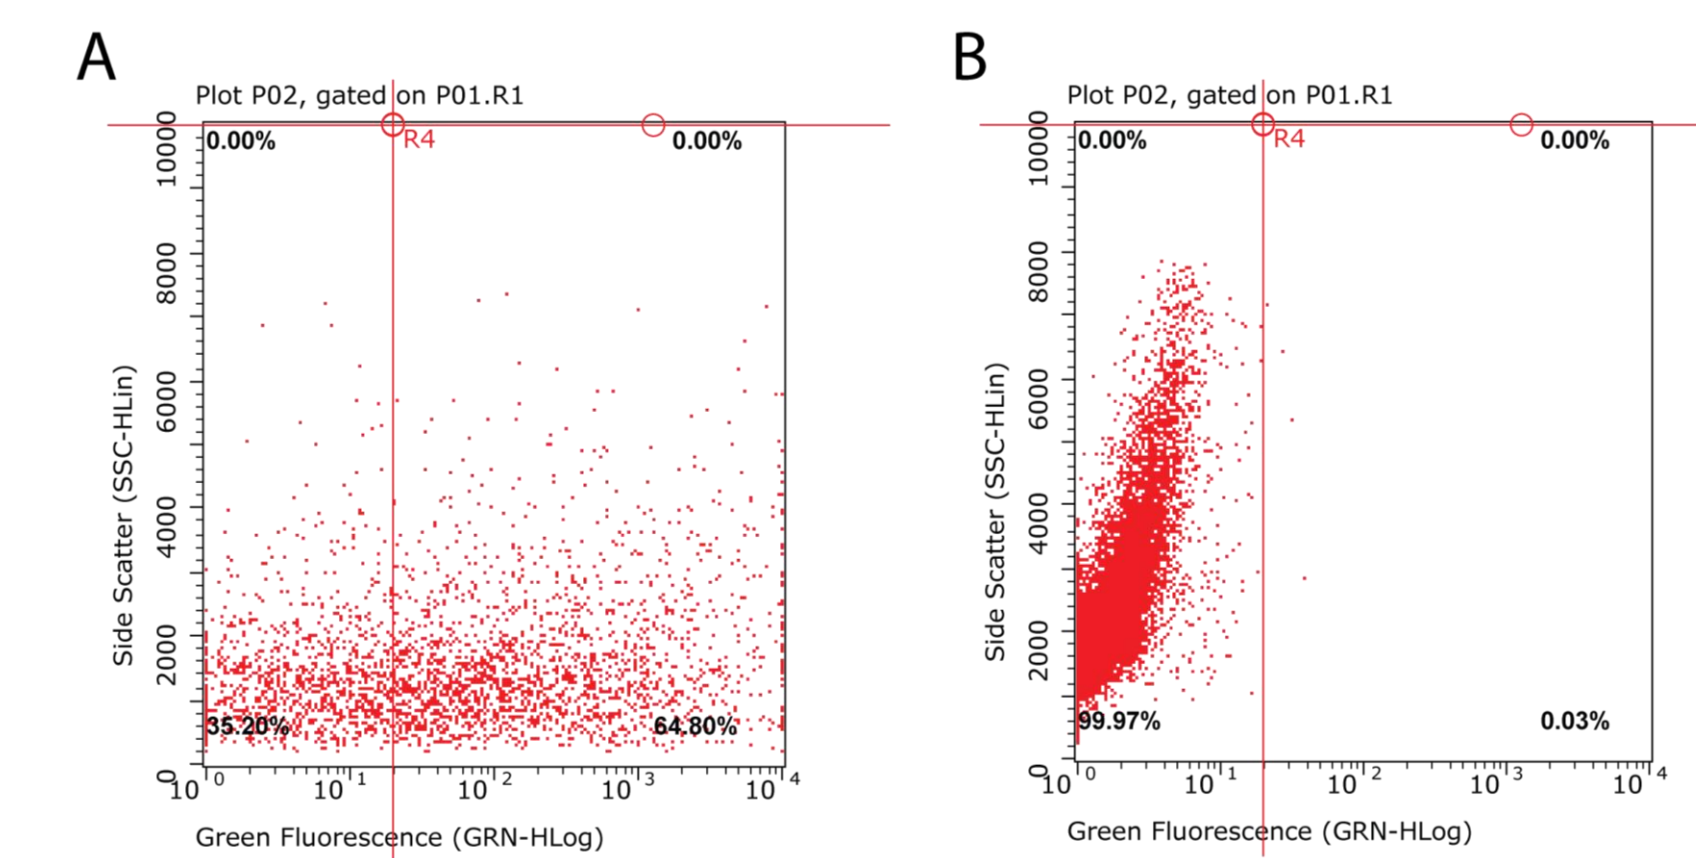 A
Plot P02, gated on P01.R1
0.00%
R4
0.00%
10000
8000
6000
4000
2000
0
Side Scatter (SSC-HLin)
35.20%
64.80%
10^0 10^1 10^2 10^3 10^4
Green Fluorescence (GRN-HLog)
B
Plot P02, gated on P01.R1
0.00%
R4
0.00%
10000
8000
6000
4000
2000
0
Side Scatter (SSC-HLin)
99.97%
0.03%
10^0 10^1 10^2 10^3 10^4
Green Fluorescence (GRN-HLog)